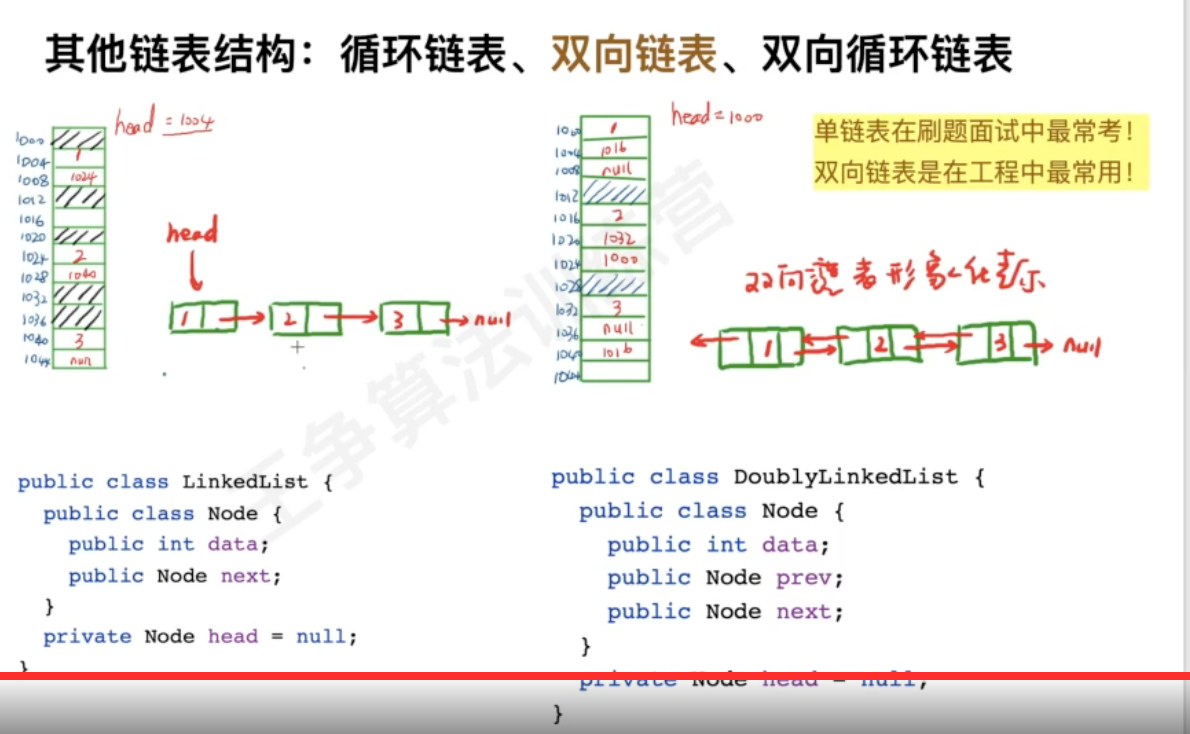 其他链表结构：循环链表、双向链表、双向循环链表
head = 1004
1000
1004 1
1008 1024
1012
1016
1020
1024 2
1028 1040
1032
1036
1040 3
1044 null
head
1 2 3 null
head = 1000
1000 1
1004 1016
1008 null
1012
1016 2
1020 1032
1024 1000
1028
1032 3
1036 null
1040 1016
1044
单链表在刷题面试中最常考！
双向链表是在工程中最常用！
双向链表形象化表示
1 2 3 null
王争算法训练营
public class LinkedList {
public class Node {
public int data;
public Node next;
}
private Node head = null;
}
public class DoublyLinkedList {
public class Node {
public int data;
public Node prev;
public Node next;
}
private Node head = null;
}